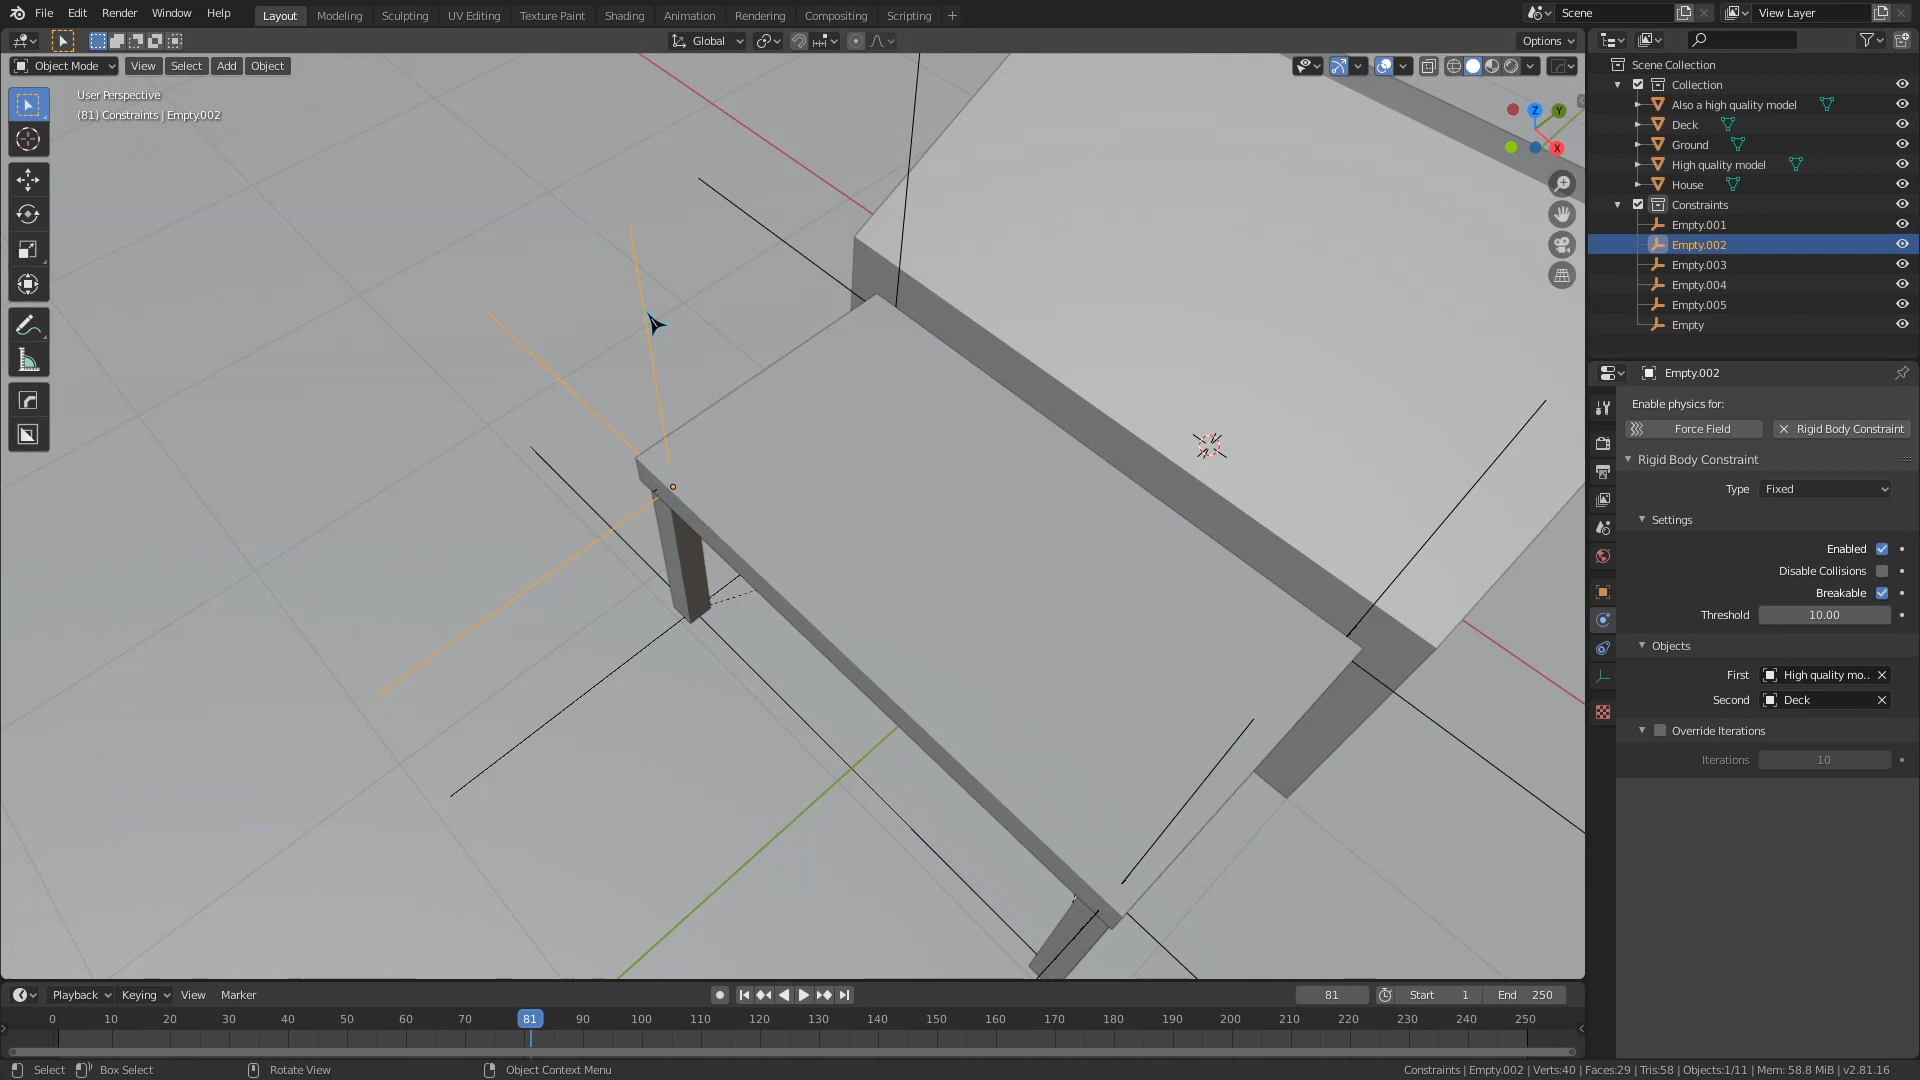 File Edit Render Window Help Layout Modeling Sculpting UV Editing Texture Paint Shading Animation Rendering Compositing Scripting + Scene View Layer
Global Options
Object Mode View Select Add Object
User Perspective
(81) Constraints | Empty.002
Z Y
X
Scene Collection
Collection
Also a high quality model
Deck
Ground
High quality model
House
Constraints
Empty.001
Empty.002
Empty.003
Empty.004
Empty.005
Empty
Empty.002
Enable physics for:
Force Field Rigid Body Constraint
Rigid Body Constraint
Type Fixed
Settings
Enabled
Disable Collisions
Breakable
Threshold 10.00
Objects
First High quality mo..
Second Deck
Override Iterations
Iterations 10
Playback Keying View Marker 81 Start 1 End 250
0 10 20 30 40 50 60 70 81 90 100 110 120 130 140 150 160 170 180 190 200 210 220 230 240 250
Select Box Select Rotate View Object Context Menu Constraints | Empty.002 | Verts:40 | Faces:29 | Tris:58 | Objects:1/11 | Mem: 58.8 MiB | v2.81.16